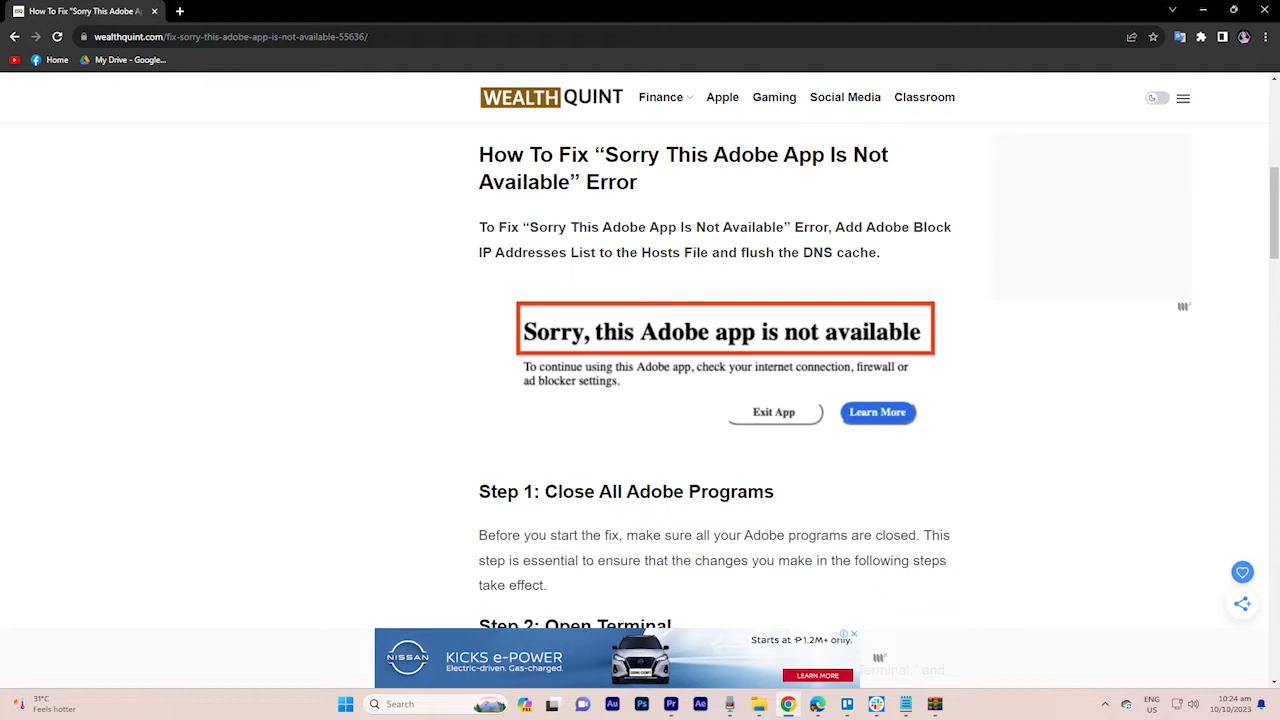 How To Fix "Sorry This Adobe Ap
wealthquint.com/fix-sorry-this-adobe-app-is-not-available-55636/
Home
My Drive - Google...
WEALTH QUINT
Finance
Apple
Gaming
Social Media
Classroom
How To Fix “Sorry This Adobe App Is Not
Available” Error
To Fix “Sorry This Adobe App Is Not Available” Error, Add Adobe Block
IP Addresses List to the Hosts File and flush the DNS cache.
Sorry, this Adobe app is not available
To continue using this Adobe app, check your internet connection, firewall or
ad blocker settings.
Exit App
Learn More
Step 1: Close All Adobe Programs
Before you start the fix, make sure all your Adobe programs are closed. This
step is essential to ensure that the changes you make in the following steps
take effect.
Step 2: Open Terminal
Terminal,” and
NISSAN
KICKS e-POWER
Electric-driven. Gas-charged.
Starts at ₱1.2M+ only.
LEARN MORE
31°C
Feels hotter
Search
Au
Ps
Pr
Ae
ENG
US
10:24 am
10/10/2023